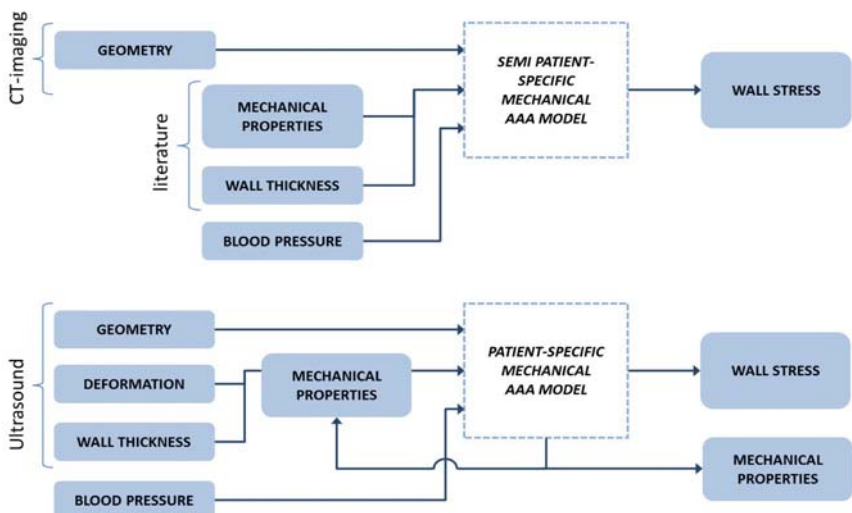 CT-imaging
GEOMETRY
literature
MECHANICAL
PROPERTIES
WALL THICKNESS
BLOOD PRESSURE
SEMI PATIENT-
SPECIFIC
MECHANICAL
AAA MODEL
WALL STRESS
Ultrasound
GEOMETRY
DEFORMATION
WALL THICKNESS
BLOOD PRESSURE
MECHANICAL
PROPERTIES
PATIENT-SPECIFIC
MECHANICAL
AAA MODEL
WALL STRESS
MECHANICAL
PROPERTIES